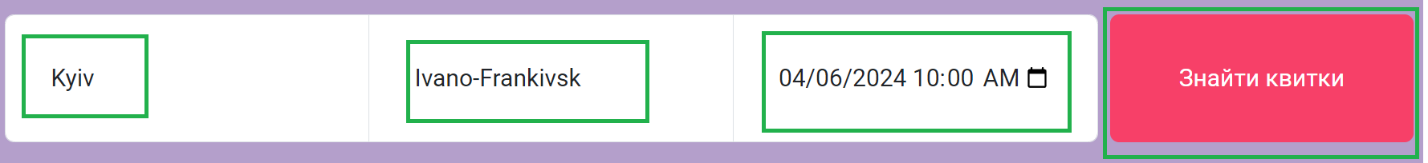 Kyiv
Ivano-Frankivsk
04/06/2024 10:00 AM
Знайти квитки